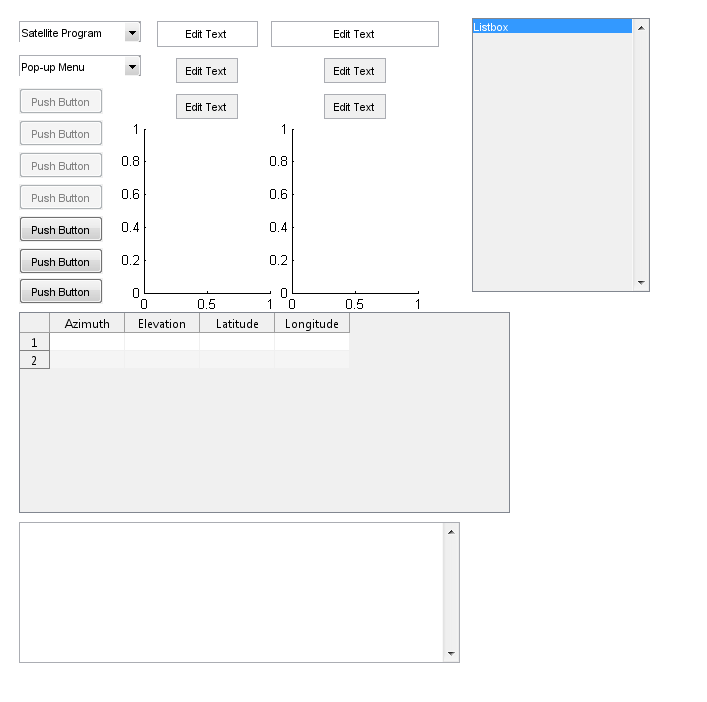 Satellite Program
Edit Text
Edit Text
Listbox
Pop-up Menu
Edit Text
Edit Text
Push Button
Edit Text
Edit Text
Push Button
Push Button
Push Button
Push Button
Push Button
Push Button
1
0.8
0.6
0.4
0.2
0
0 0.5 1
1
0.8
0.6
0.4
0.2
0
0 0.5 1
Azimuth Elevation Latitude Longitude
1
2